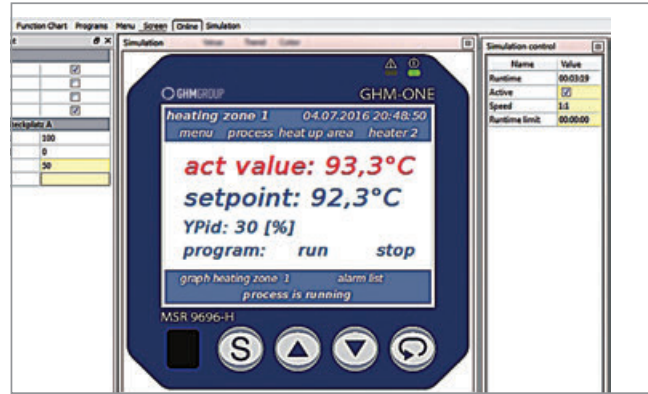 Function Chart Programs Menu Screen Online Simulation
Simulation
Simulation control
Name Value
Runtime 00:03:19
Active
Speed 1:1
Runtime limit 00:00:00
100
0
50
GHMGROUP GHM-ONE
heating zone 1 04.07.2016 20:48:50
menu process heat up area heater 2
act value: 93,3°C
setpoint: 92,3°C
YPid: 30 [%]
program: run stop
graph heating zone 1 alarm list
process is running
MSR 9696-H
S